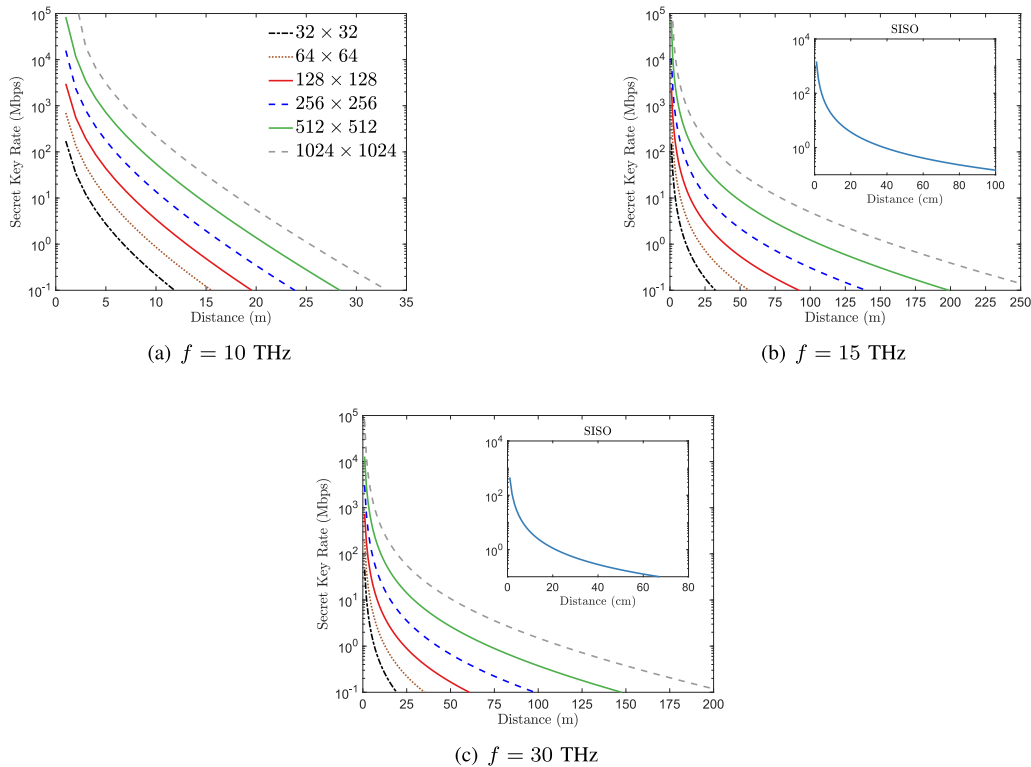 10^5
10^4
10^3
10^2
10^1
10^0
10^-1
Secret Key Rate (Mbps)
32 × 32
64 × 64
128 × 128
256 × 256
512 × 512
1024 × 1024
0 5 10 15 20 25 30 35
Distance (m)
(a) f = 10 THz
10^5
10^4
10^3
10^2
10^1
10^0
10^-1
Secret Key Rate (Mbps)
SISO
10^4
10^2
10^0
0 20 40 60 80 100
Distance (cm)
0 25 50 75 100 125 150 175 200 225 250
Distance (m)
(b) f = 15 THz
10^5
10^4
10^3
10^2
10^1
10^0
10^-1
Secret Key Rate (Mbps)
SISO
10^4
10^2
10^0
0 20 40 60 80
Distance (cm)
0 25 50 75 100 125 150 175 200
Distance (m)
(c) f = 30 THz